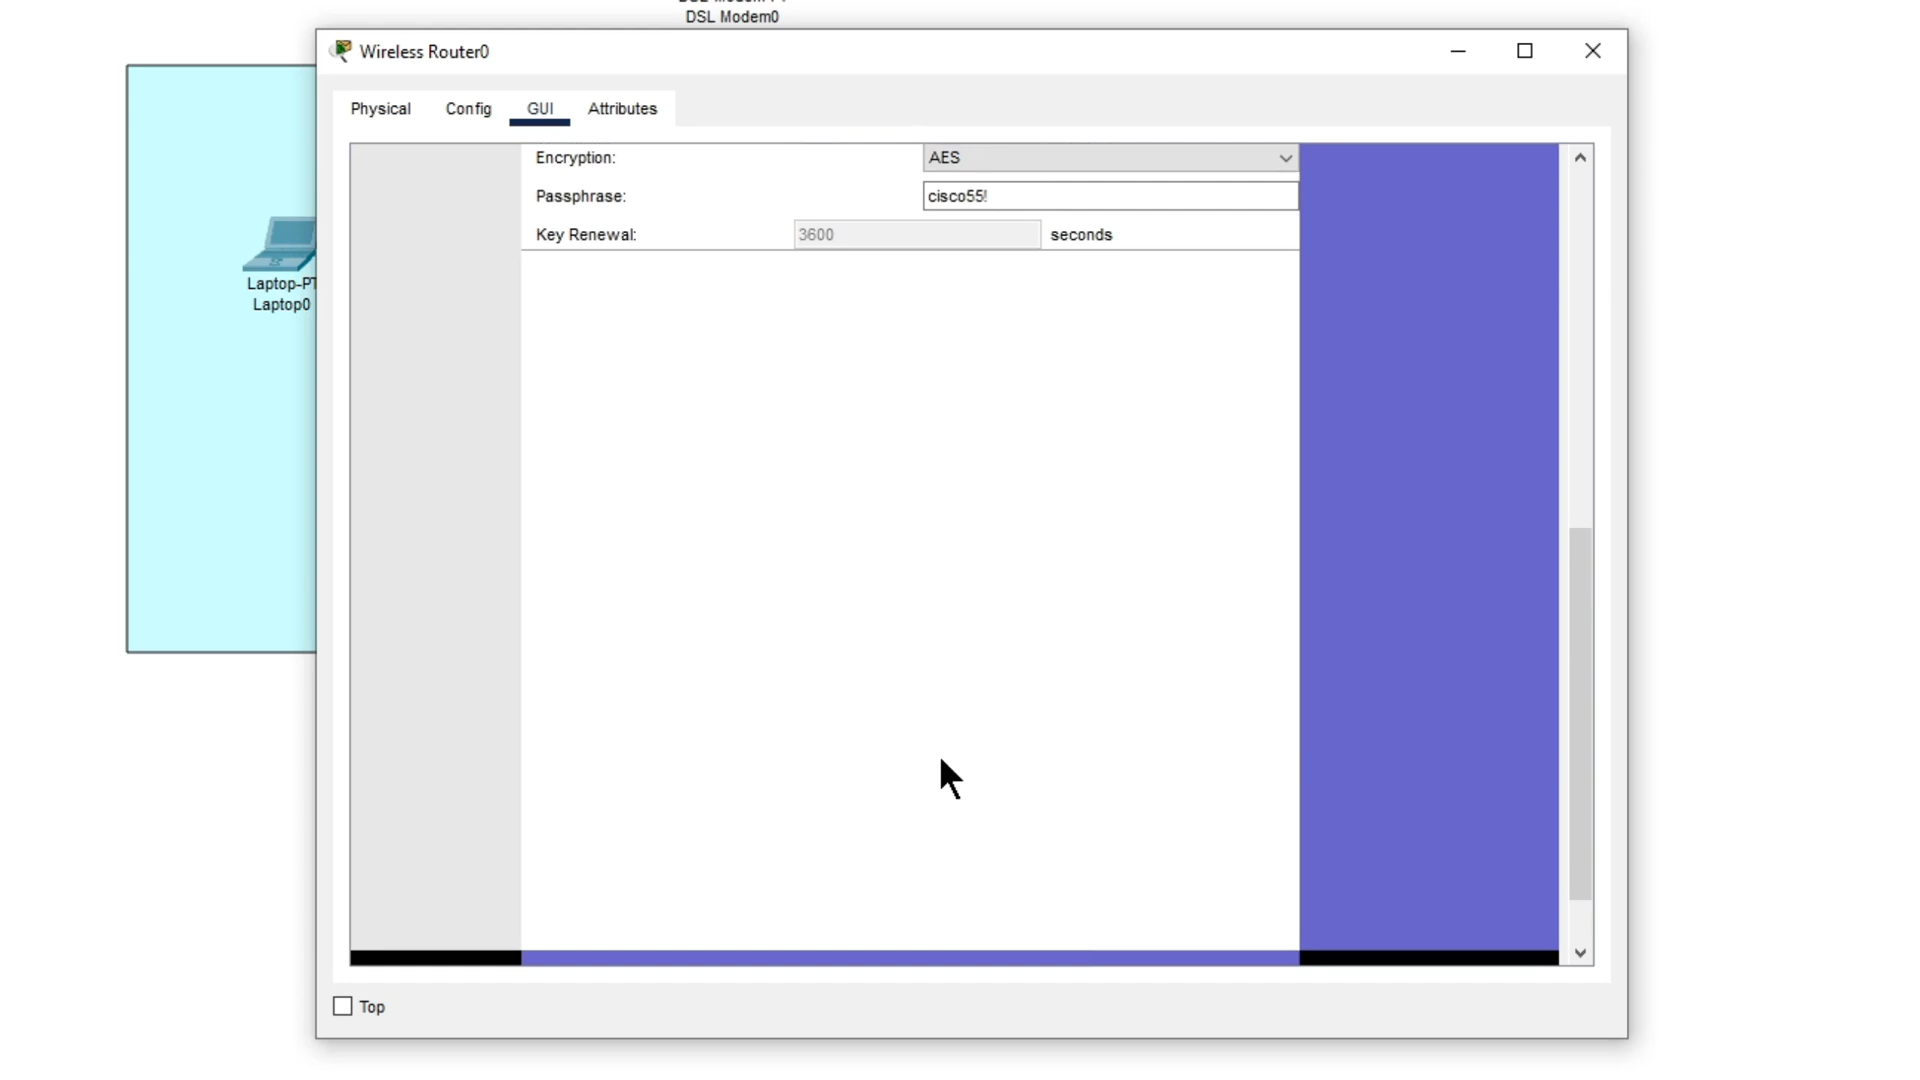 DSL Modem0
Wireless Router0
Physical
Config
GUI
Attributes
Encryption:
AES
Passphrase:
cisco55!
Key Renewal:
3600
seconds
Laptop-PT
Laptop0
Top